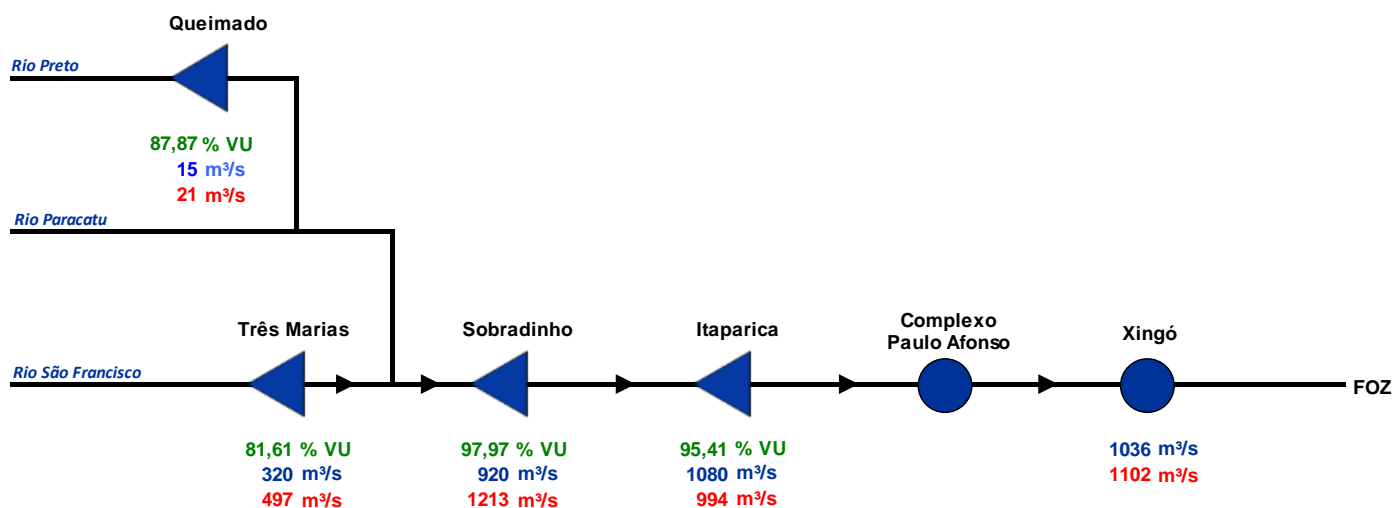 Queimado
Rio Preto
87,87 % VU
15 m³/s
21 m³/s
Rio Paracatu
Três Marias
Sobradinho
Itaparica
Complexo
Paulo Afonso
Xingó
Rio São Francisco
FOZ
81,61 % VU
320 m³/s
497 m³/s
97,97 % VU
920 m³/s
1213 m³/s
95,41 % VU
1080 m³/s
994 m³/s
1036 m³/s
1102 m³/s